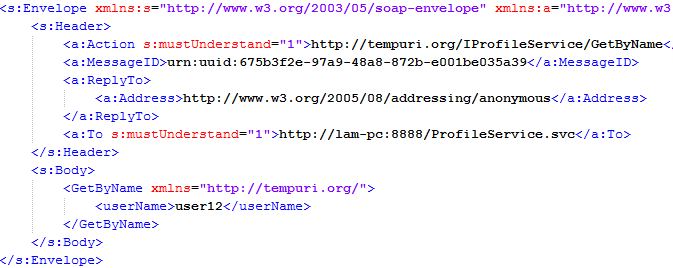 <s:Envelope xmlns:s="http://www.w3.org/2003/05/soap-envelope" xmlns:a="http://www.w3
<s:Header>
<a:Action s:mustUnderstand="1">http://tempuri.org/IProfileService/GetByName<
<a:MessageID>urn:uuid:675b3f2e-97a9-48a8-872b-e001be035a39</a:MessageID>
<a:ReplyTo>
<a:Address>http://www.w3.org/2005/08/addressing/anonymous</a:Address>
</a:ReplyTo>
<a:To s:mustUnderstand="1">http://lam-pc:8888/ProfileService.svc</a:To>
</s:Header>
<s:Body>
<GetByName xmlns="http://tempuri.org/">
<userName>user12</userName>
</GetByName>
</s:Body>
</s:Envelope>